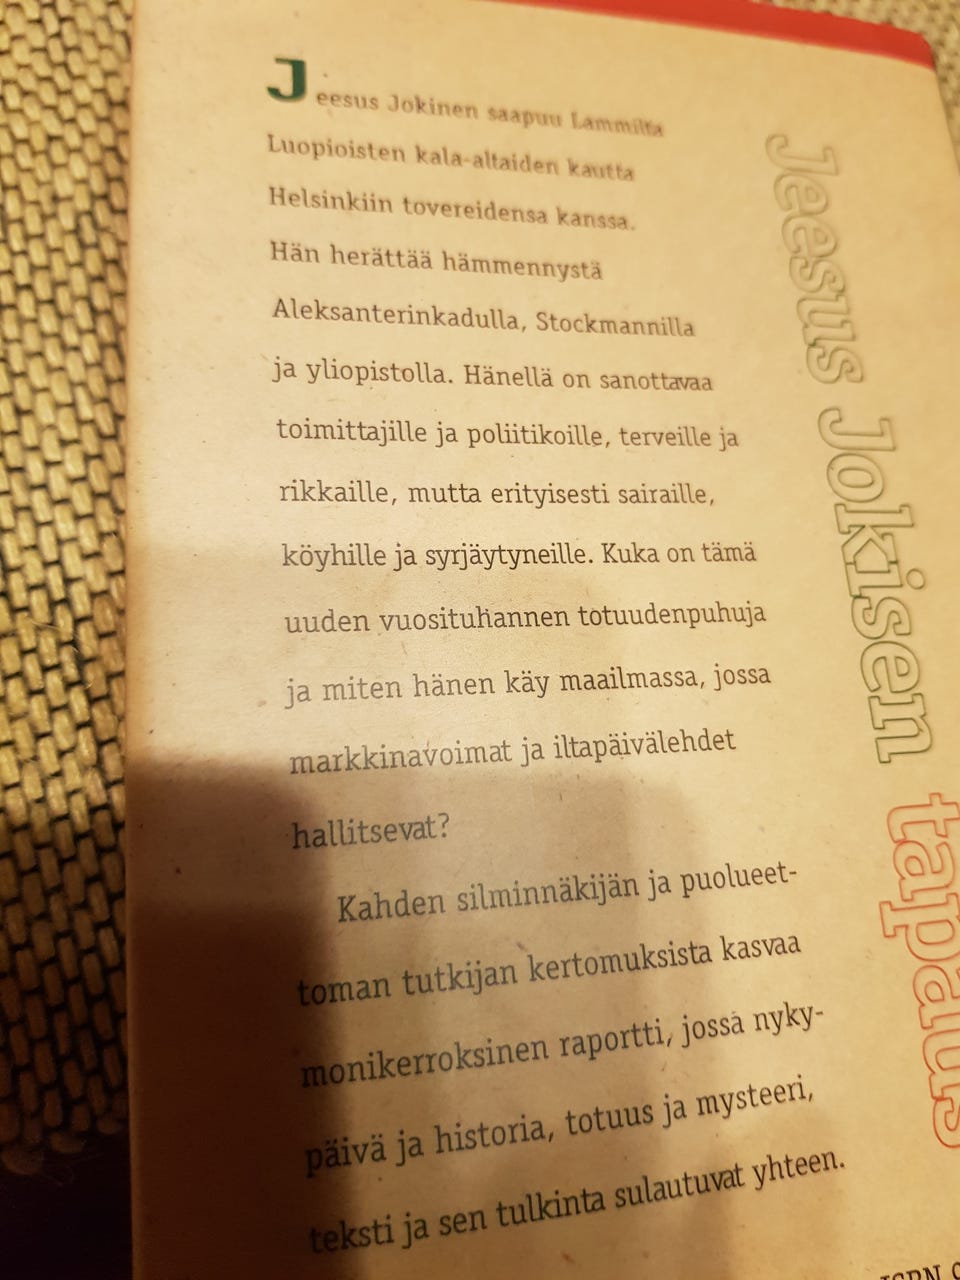 Jeesus Jokinen saapuu Lammilta
Luopioisten kala-altaiden kautta
Helsinkiin tovereidensa kanssa.
Hän herättää hämmennystä
Aleksanterinkadulla, Stockmannilla
ja yliopistolla. Hänellä on sanottavaa
toimittajille ja poliitikoille, terveille ja
rikkaille, mutta erityisesti sairaille,
köyhille ja syrjäytyneille. Kuka on tämä
uuden vuosituhannen totuudenpuhuja
ja miten hänen käy maailmassa, jossa
markkinavoimat ja iltapäivälehdet
hallitsevat?
Kahden silminnäkijän ja puolueet-
toman tutkijan kertomuksista kasvaa
monikerroksinen raportti, jossa nyky-
päivä ja historia, totuus ja mysteeri,
teksti ja sen tulkinta sulautuvat yhteen.
Jeesus Jokisen tapaus
ISBN 9